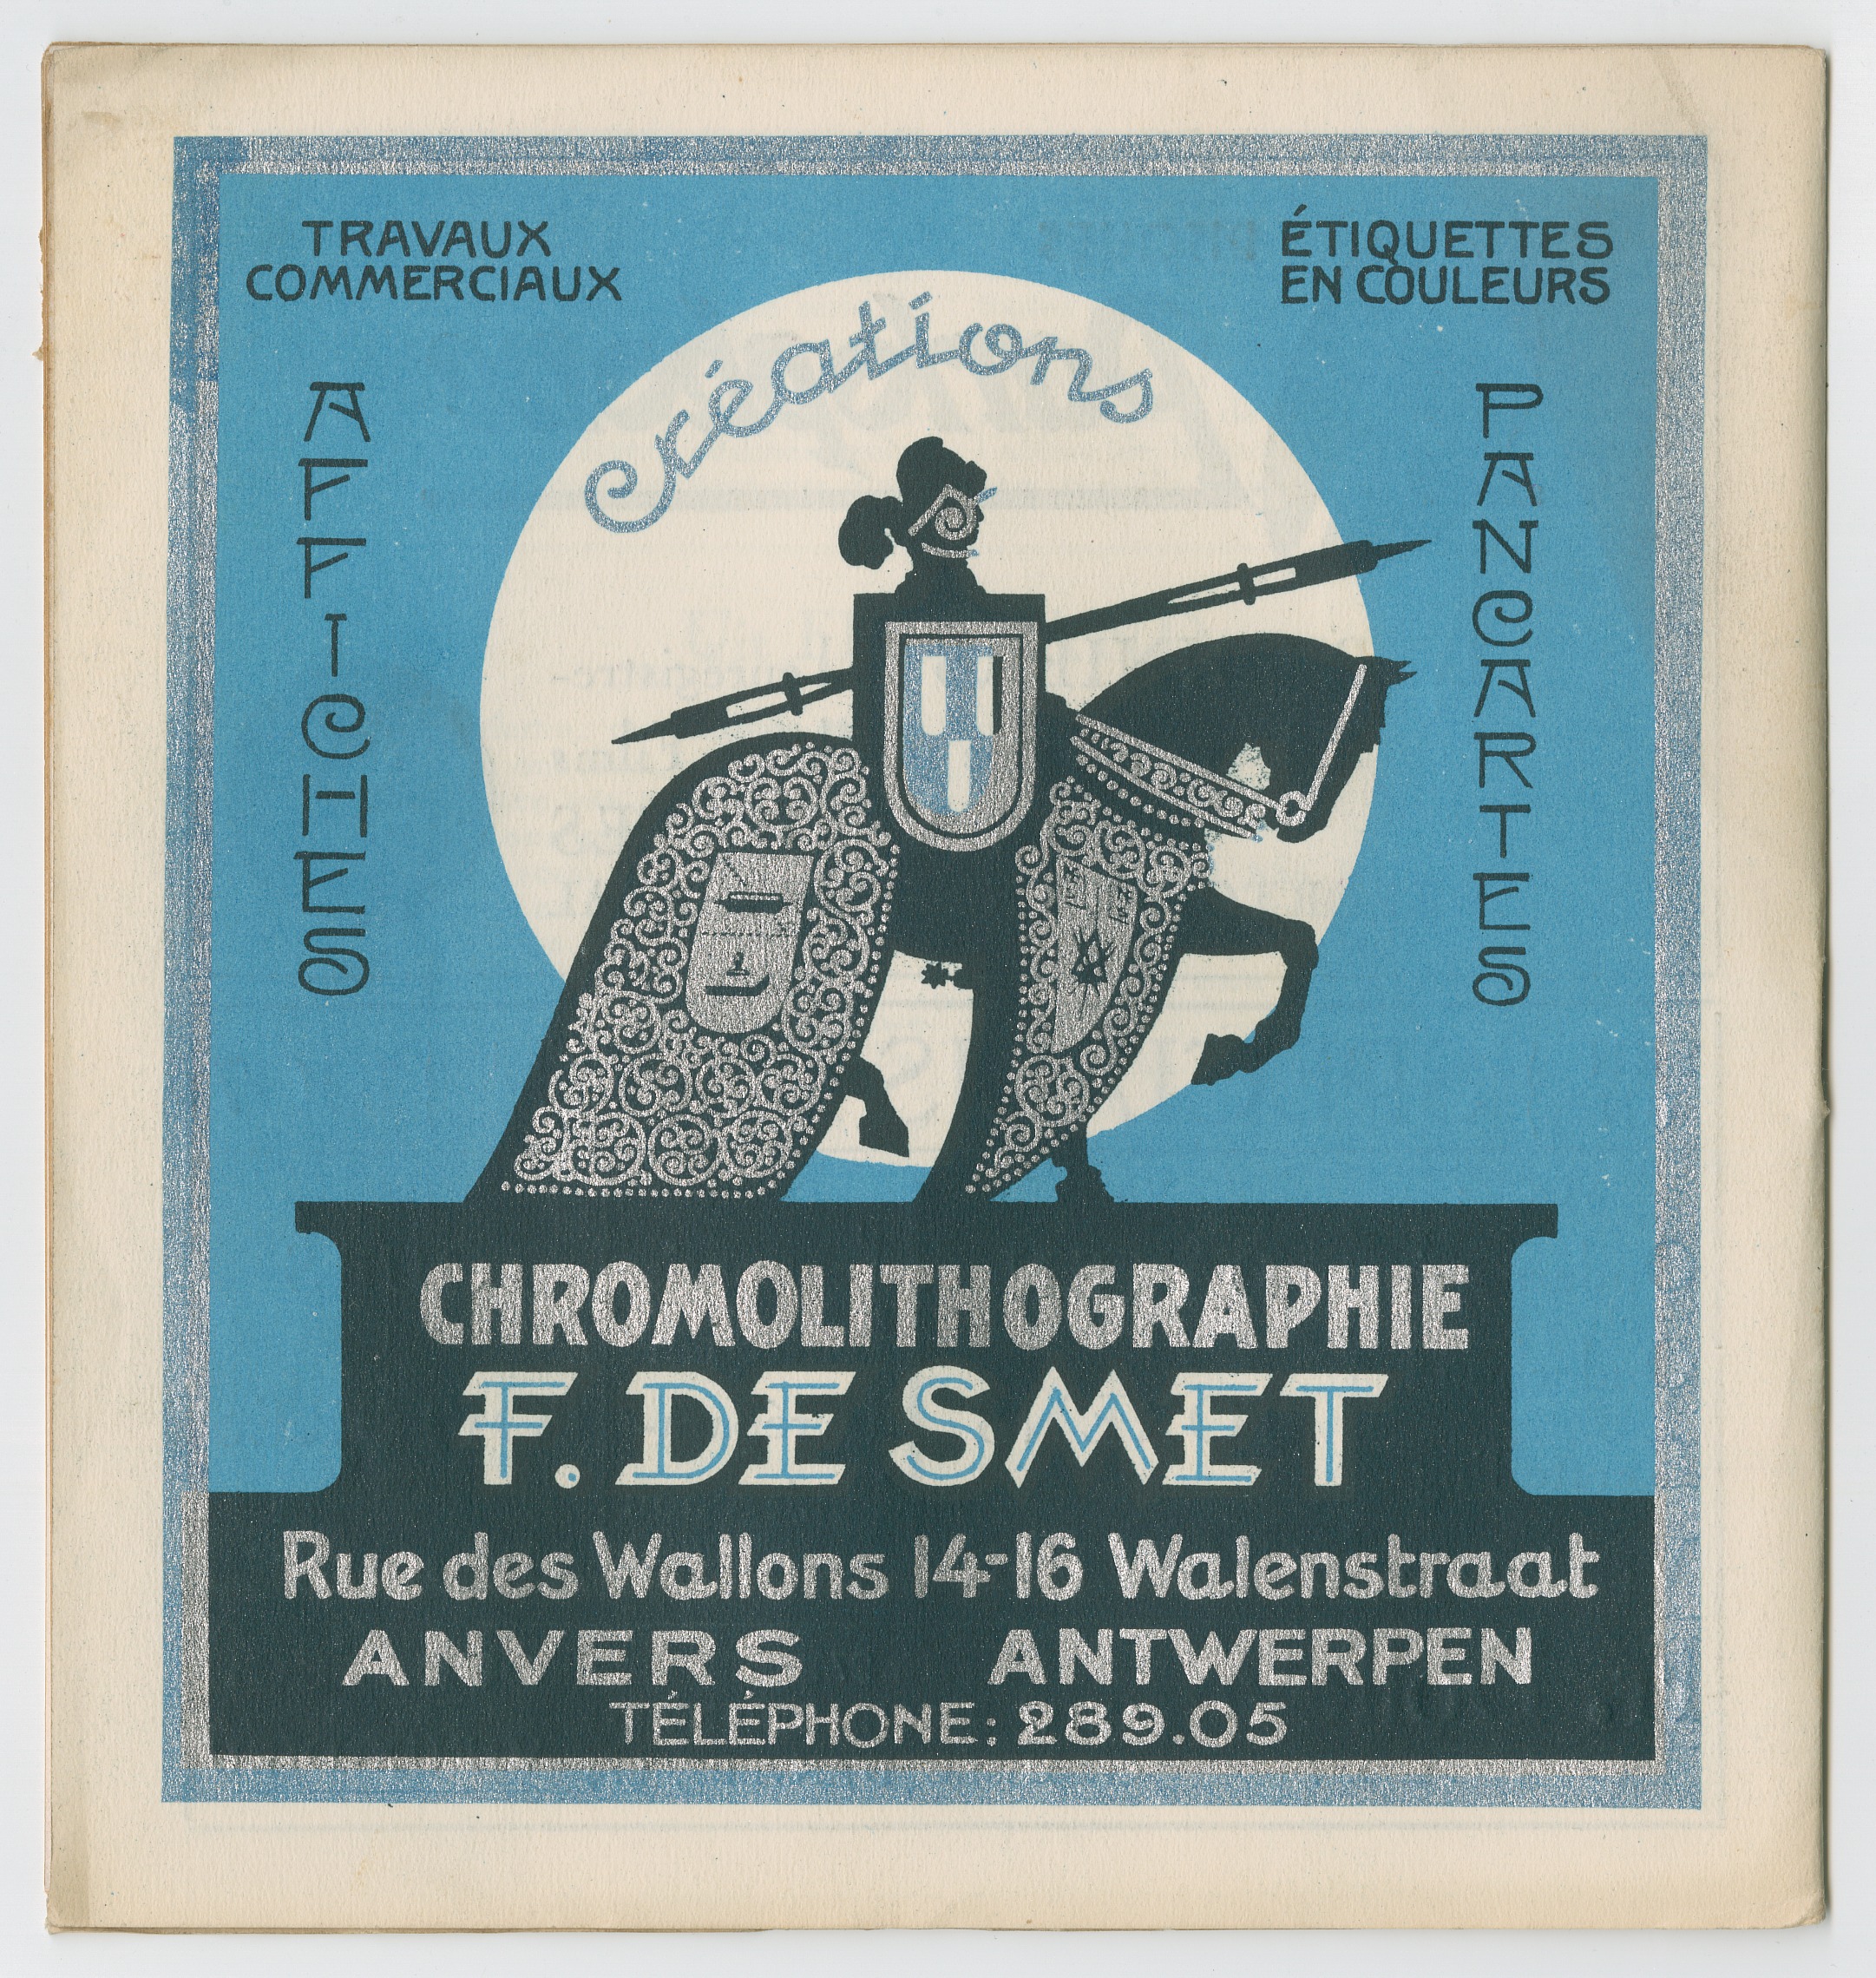 TRAVAUX
COMMERCIAUX
ÉTIQUETTES
EN COULEURS
créations
AFFICHES
PANCARTES
CHROMOLITHOGRAPHIE
F. DE SMET
Rue des Wallons 14-16 Walenstraat
ANVERS ANTWERPEN
TÉLÉPHONE: 289.05